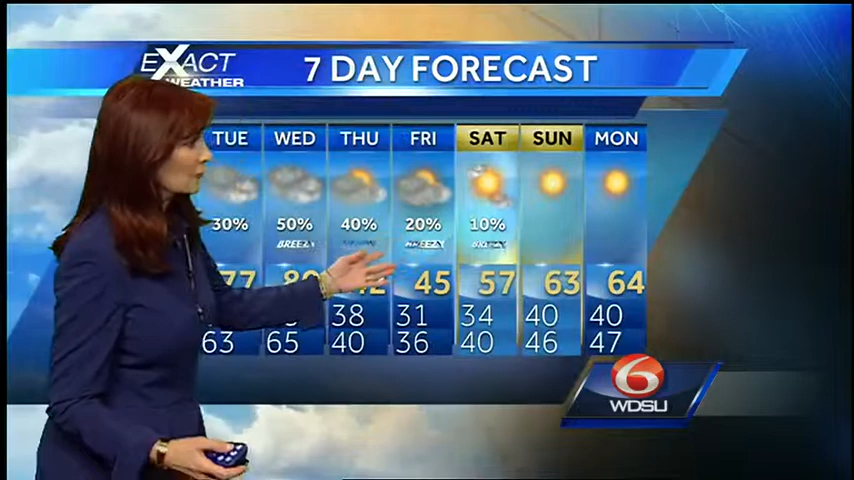 EXACT
WEATHER
7 DAY FORECAST
TUE WED THU FRI SAT SUN MON
30% 50% 40% 20% 10%
BREEZY BREEZY BREEZY
77 45 57 63 64
38 31 34 40 40
63 65 40 36 40 46 47
6
WDSU